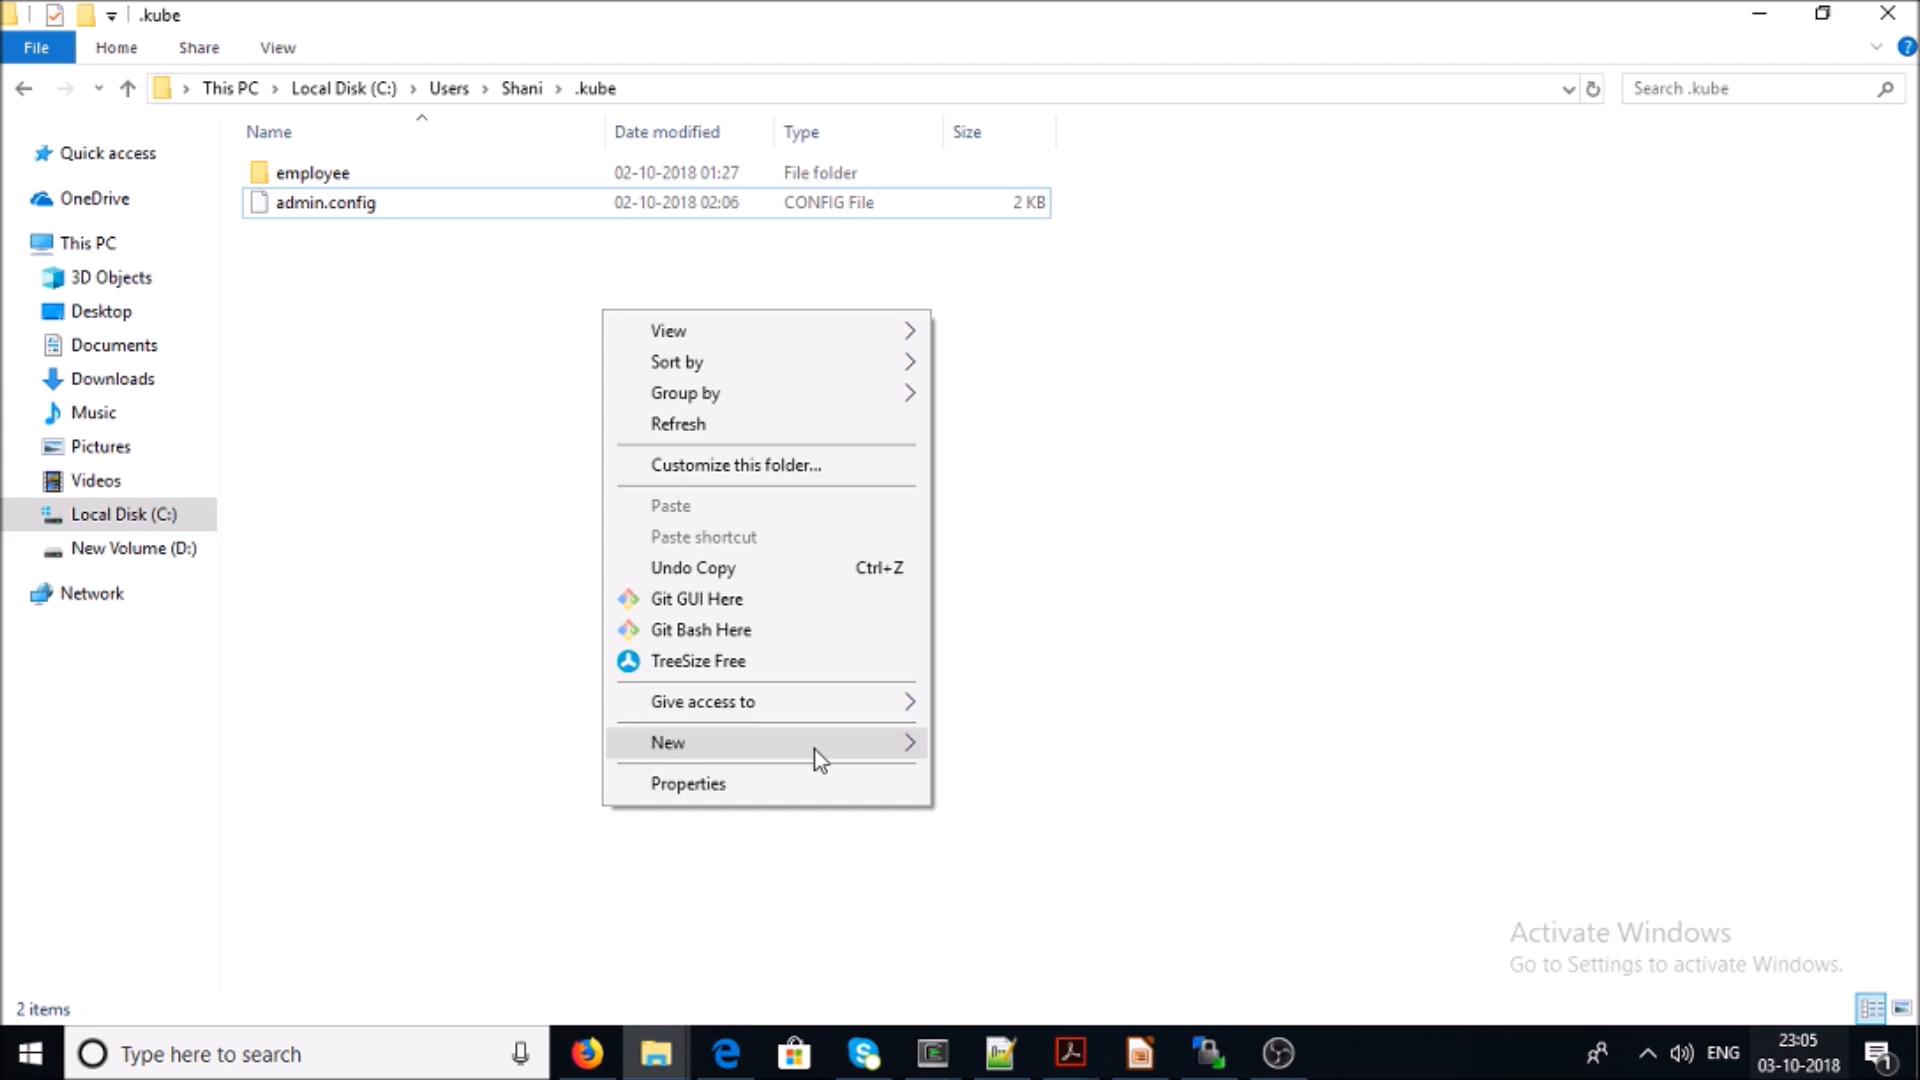 .kube
File Home Share View
This PC Local Disk (C:) Users Shani .kube
Search .kube
Name Date modified Type Size
employee 02-10-2018 01:27 File folder
admin.config 02-10-2018 02:06 CONFIG File 2 KB
Quick access
OneDrive
This PC
3D Objects
Desktop
Documents
Downloads
Music
Pictures
Videos
Local Disk (C:)
New Volume (D:)
Network
View
Sort by
Group by
Refresh
Customize this folder...
Paste
Paste shortcut
Undo Copy Ctrl+Z
Git GUI Here
Git Bash Here
TreeSize Free
Give access to
New
Properties
Activate Windows
Go to Settings to activate Windows.
2 items
Type here to search
ENG
23:05
03-10-2018
1